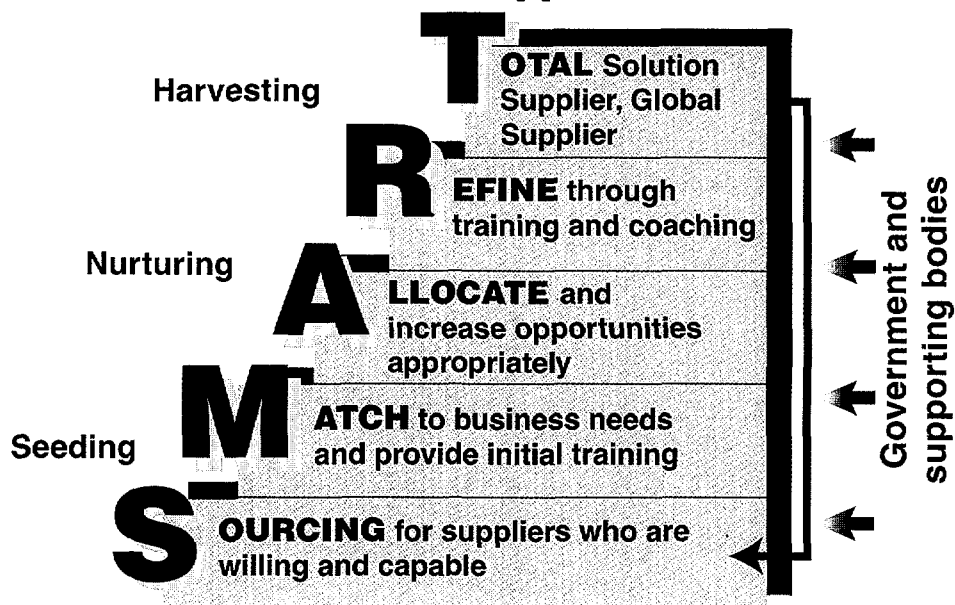 Harvesting
TOTAL Solution
Supplier, Global
Supplier
REFINE through
training and coaching
Nurturing
ALLOCATE and
increase opportunities
appropriately
MATCH to business needs
and provide initial training
Seeding
SOURCING for suppliers who are
willing and capable
Government and
supporting bodies